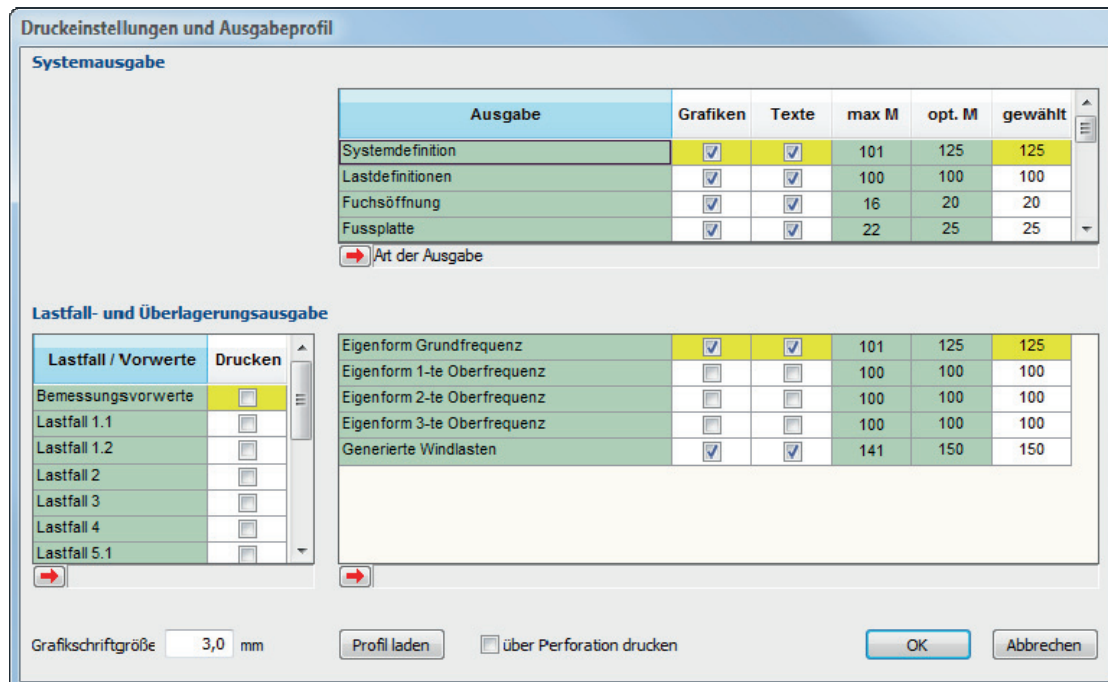 Druckeinstellungen und Ausgabeprofil
Systemausgabe
Ausgabe Grafiken Texte max M opt. M gewählt
Systemdefinition 101 125 125
Lastdefinitionen 100 100 100
Fuchsöffnung 16 20 20
Fussplatte 22 25 25
Art der Ausgabe
Lastfall- und Überlagerungsausgabe
Lastfall / Vorwerte Drucken
Bemessungsvorwerte
Lastfall 1.1
Lastfall 1.2
Lastfall 2
Lastfall 3
Lastfall 4
Lastfall 5.1
Eigenform Grundfrequenz 101 125 125
Eigenform 1-te Oberfrequenz 100 100 100
Eigenform 2-te Oberfrequenz 100 100 100
Eigenform 3-te Oberfrequenz 100 100 100
Generierte Windlasten 141 150 150
Grafikschriftgröße 3,0 mm Profil laden über Perforation drucken OK Abbrechen